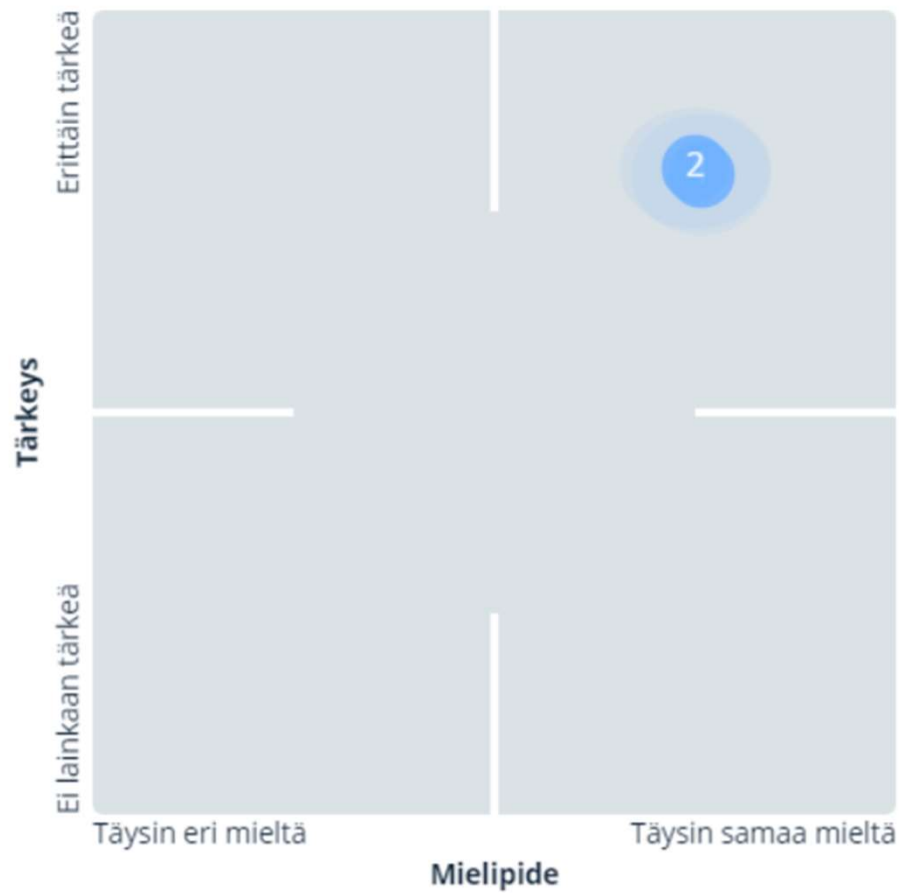 Erittäin tärkeä
2
Tärkeys
Ei lainkaan tärkeä
Täysin eri mieltä
Täysin samaa mieltä
Mielipide